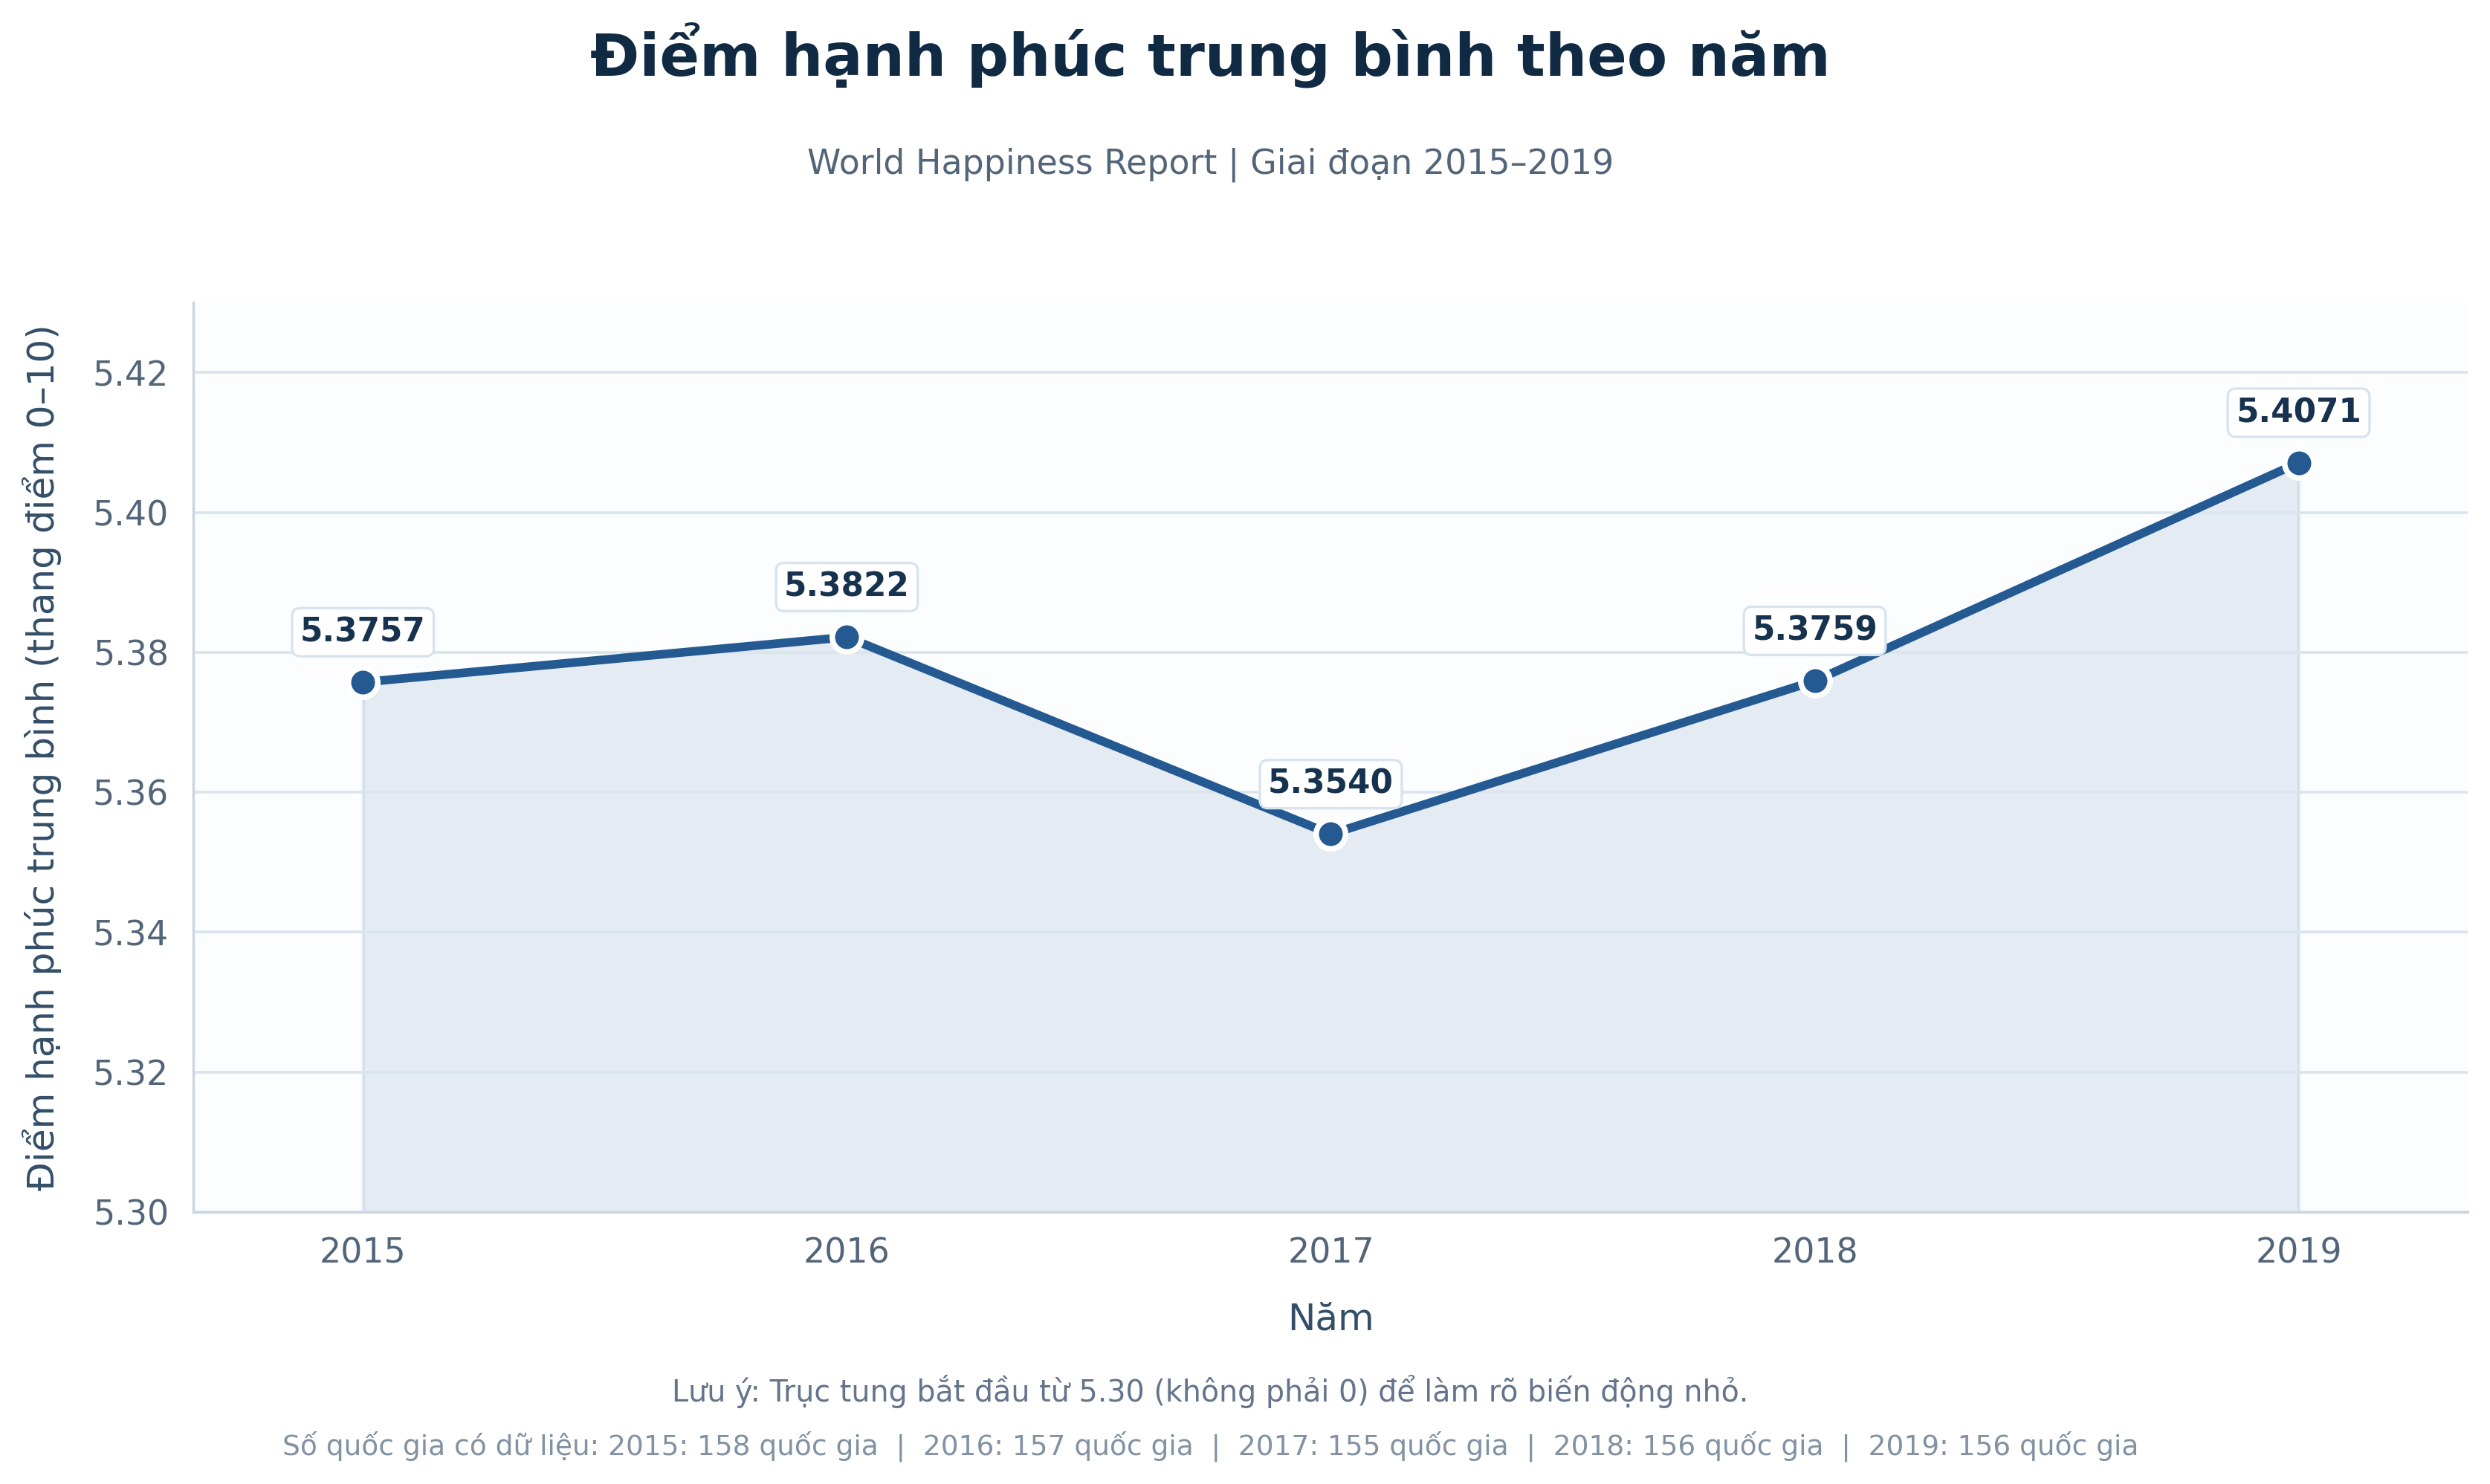 Điểm hạnh phúc trung bình theo năm
World Happiness Report | Giai đoạn 2015–2019
Điểm hạnh phúc trung bình (thang điểm 0–10)
5.42
5.40
5.38
5.36
5.34
5.32
5.30
5.3757
5.3822
5.3540
5.3759
5.4071
2015
2016
2017
2018
2019
Năm
Lưu ý: Trục tung bắt đầu từ 5.30 (không phải 0) để làm rõ biến động nhỏ.
Số quốc gia có dữ liệu: 2015: 158 quốc gia | 2016: 157 quốc gia | 2017: 155 quốc gia | 2018: 156 quốc gia | 2019: 156 quốc gia